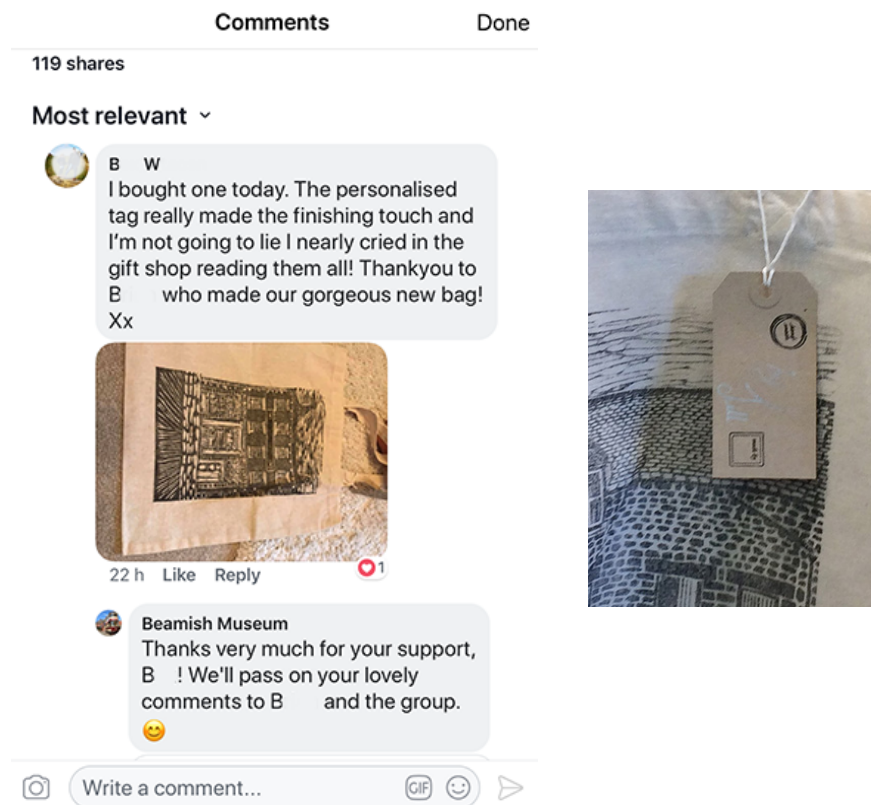 Comments
Done
119 shares
Most relevant
B W
I bought one today. The personalised
tag really made the finishing touch and
I'm not going to lie I nearly cried in the
gift shop reading them all! Thankyou to
B who made our gorgeous new bag!
Xx
22 h Like Reply
1
Beamish Museum
Thanks very much for your support,
B ! We'll pass on your lovely
comments to B and the group.
😊
Write a comment...
GIF